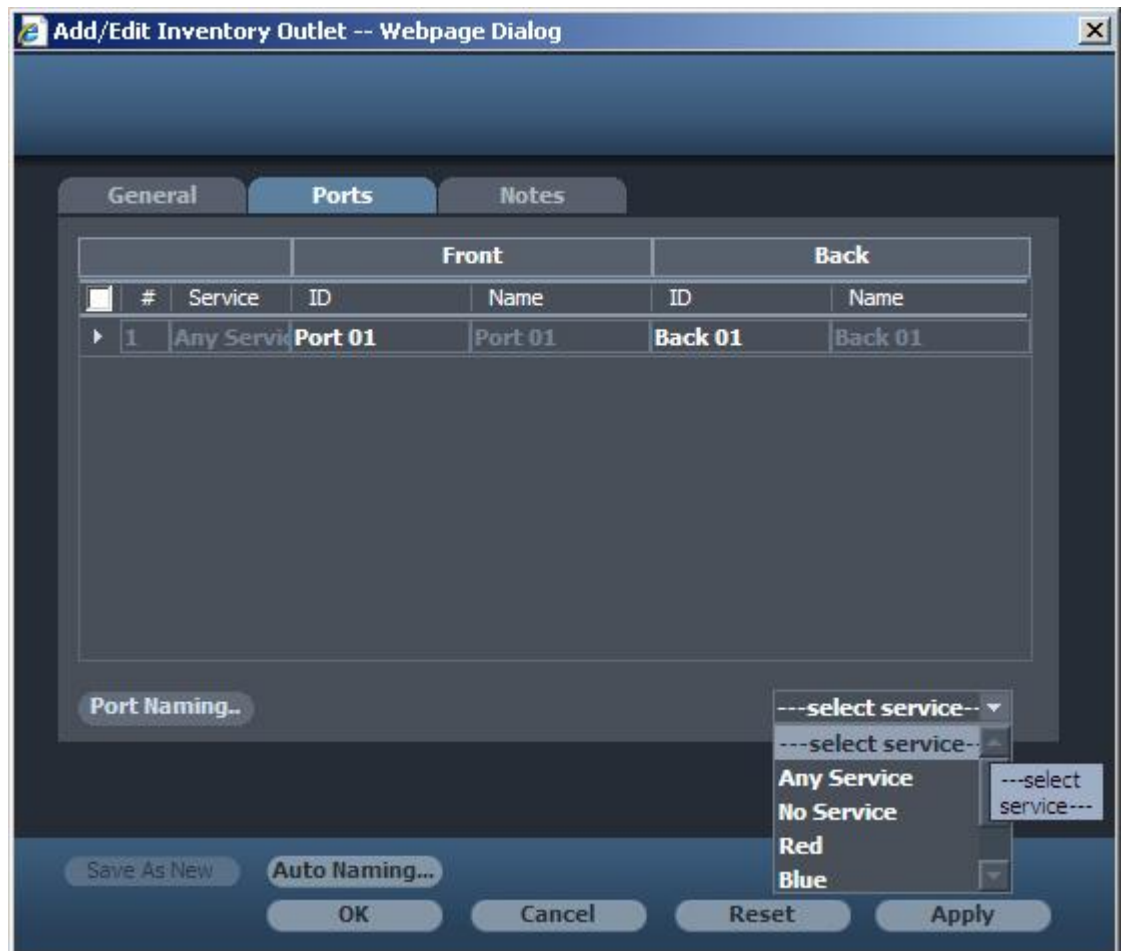 Add/Edit Inventory Outlet -- Webpage Dialog
General Ports Notes
Front Back
# Service ID Name ID Name
1 Any Servic Port 01 Port 01 Back 01 Back 01
Port Naming..
---select service--
---select service--
Any Service
---select
service---
No Service
Red
Blue
Save As New Auto Naming...
OK Cancel Reset Apply